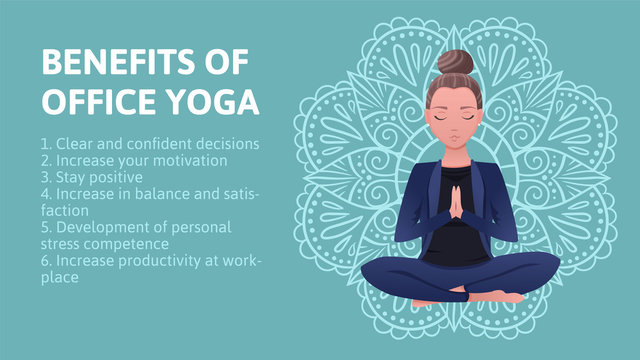 BENEFITS OF
OFFICE YOGA
1. Clear and confident decisions
2. Increase your motivation
3. Stay positive
4. Increase in balance and satis-
faction
5. Development of personal
stress competence
6. Increase productivity at work-
place